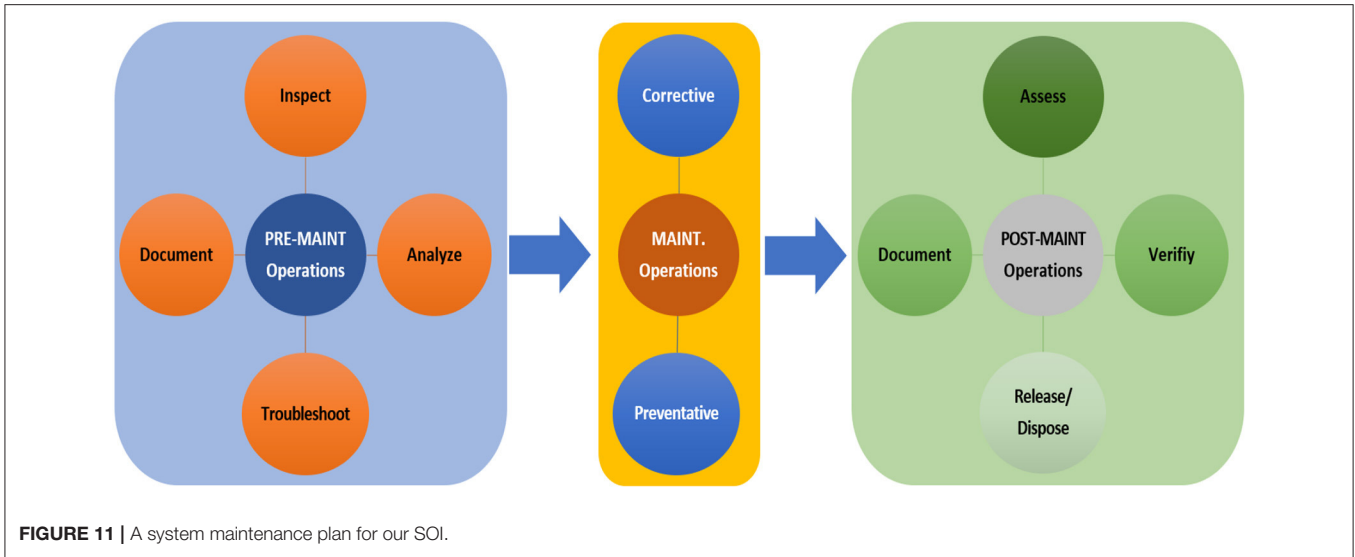 Inspect
Document
PRE-MAINT
Operations
Analyze
Troubleshoot
Corrective
MAINT.
Operations
Preventative
Assess
Document
POST-MAINT
Operations
Verifiy
Release/
Dispose
FIGURE 11 | A system maintenance plan for our SOI.